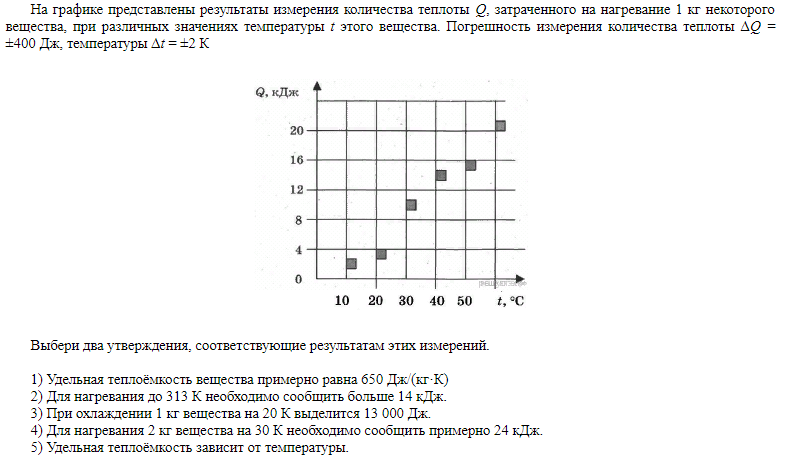 На графике представлены результаты измерения количества теплоты Q, затраченного на нагревание 1 кг некоторого
вещества, при различных значениях температуры t этого вещества. Погрешность измерения количества теплоты ΔQ =
±400 Дж, температуры Δt = ±2 К
Q, кДж
20
16
12
8
4
0
10 20 30 40 50 t, °С
Выбери два утверждения, соответствующие результатам этих измерений.
1) Удельная теплоёмкость вещества примерно равна 650 Дж/(кг·К)
2) Для нагревания до 313 К необходимо сообщить больше 14 кДж.
3) При охлаждении 1 кг вещества на 20 К выделится 13 000 Дж.
4) Для нагревания 2 кг вещества на 30 К необходимо сообщить примерно 24 кДж.
5) Удельная теплоёмкость зависит от температуры.